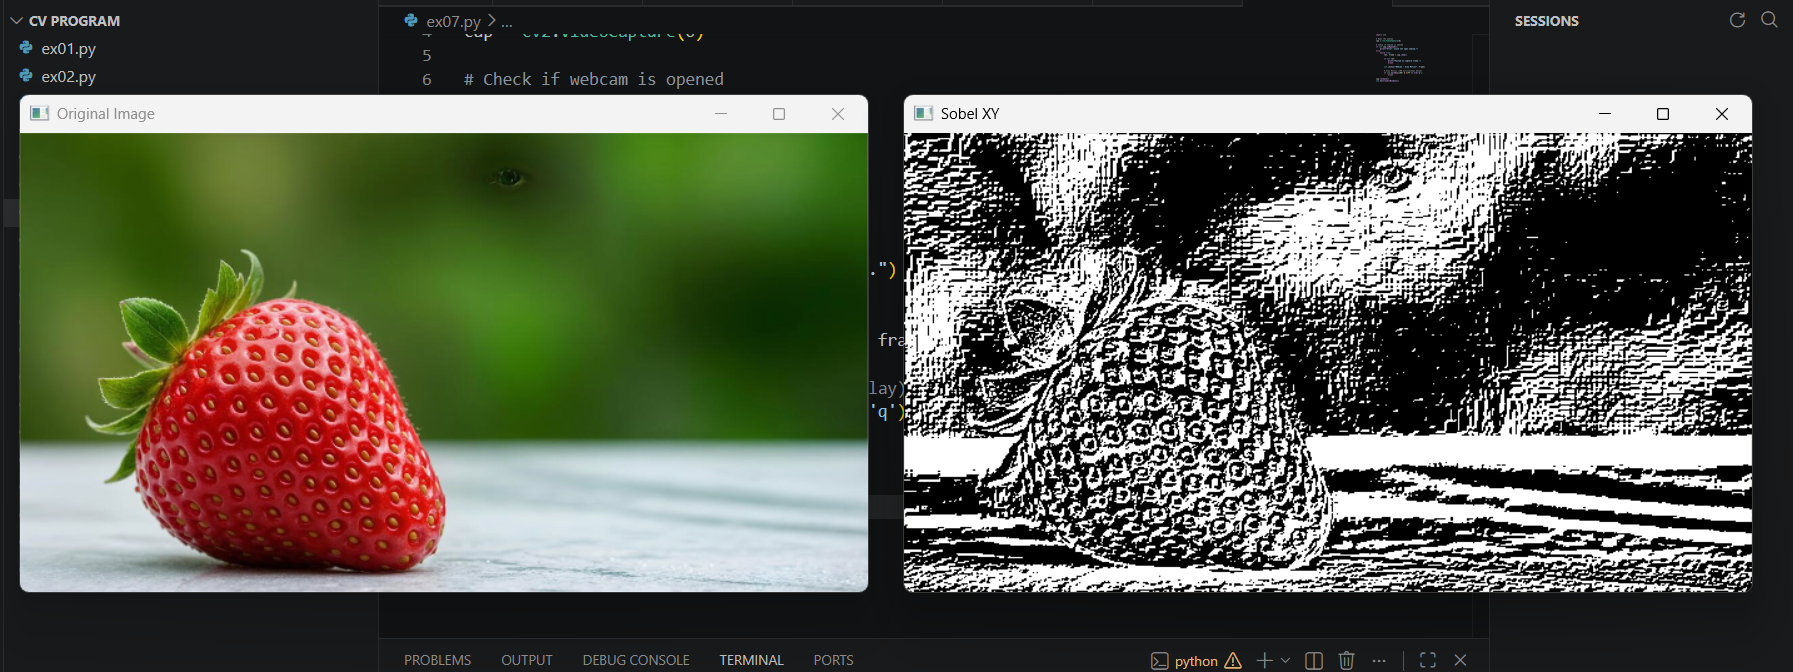 CV PROGRAM
ex01.py
ex02.py
ex07.py > ...
5
6 # Check if webcam is opened
Original Image
Sobel XY
.")
fra
lay)
'q')
SESSIONS
PROBLEMS OUTPUT DEBUG CONSOLE TERMINAL PORTS
python